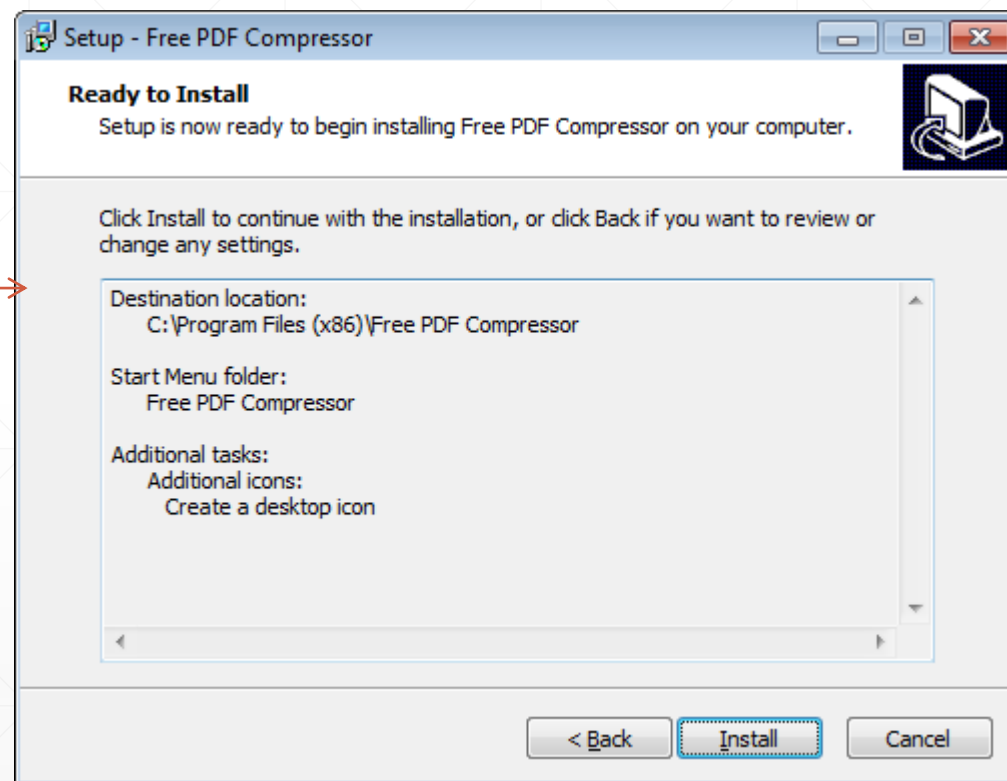 Setup - Free PDF Compressor
Ready to Install
Setup is now ready to begin installing Free PDF Compressor on your computer.
Click Install to continue with the installation, or click Back if you want to review or
change any settings.
Destination location:
C:\Program Files (x86)\Free PDF Compressor
Start Menu folder:
Free PDF Compressor
Additional tasks:
Additional icons:
Create a desktop icon
< Back Install Cancel